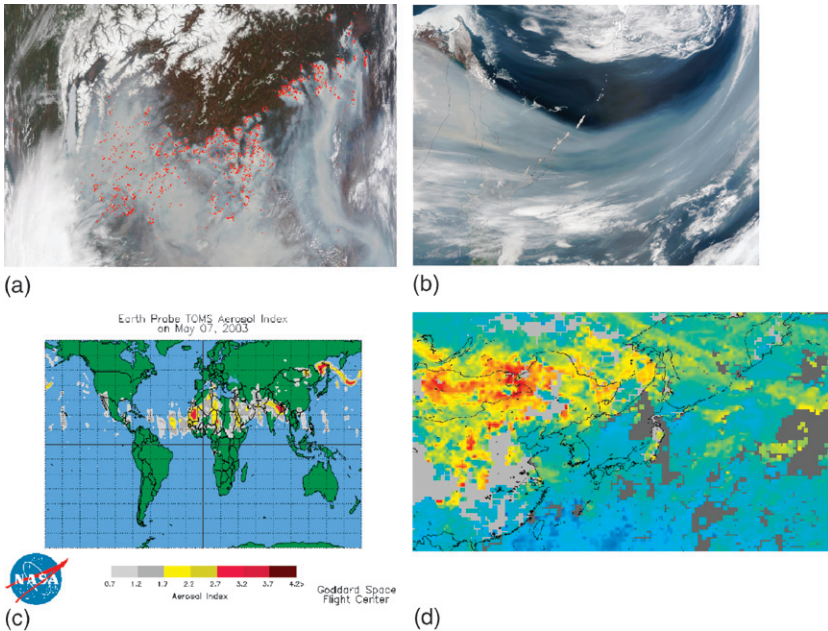 (a)
(b)
Earth Probe TOMS Aerosol Index
on May 07, 2003
NASA
0.7 1.2 1.7 2.2 2.7 3.2 3.7 4.2>
Aerosol Index
Goddard Space
Flight Center
(c)
(d)